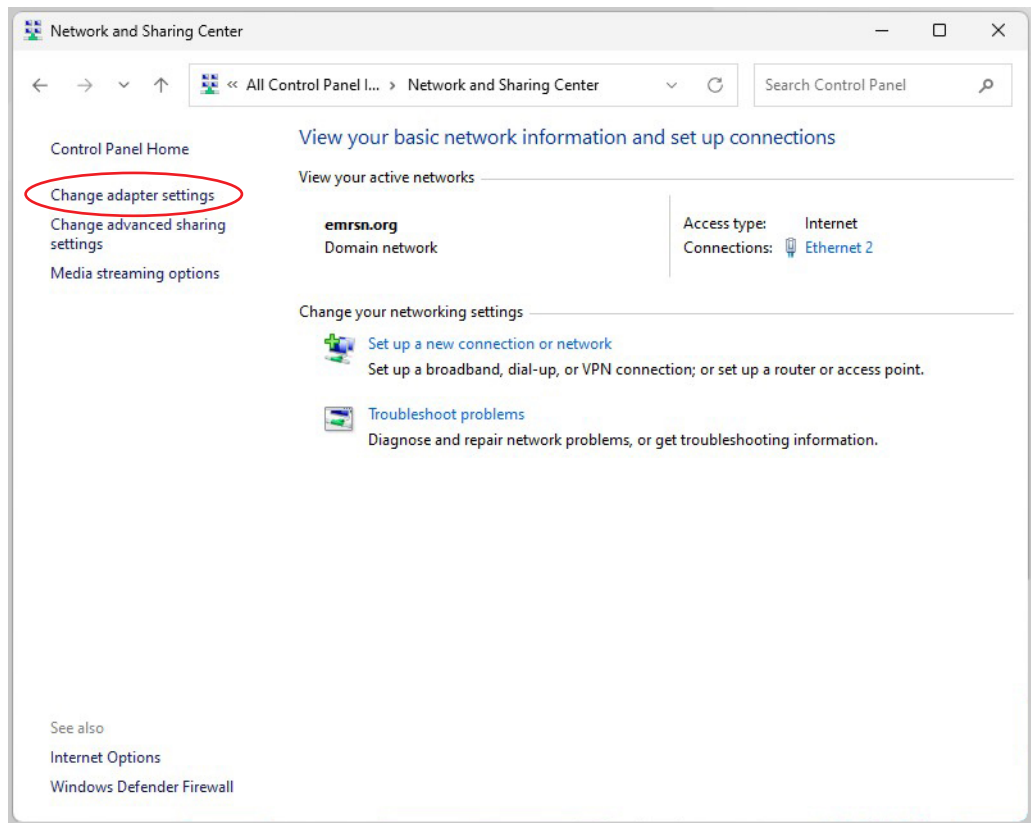 Network and Sharing Center
« All Control Panel I... › Network and Sharing Center
Search Control Panel
Control Panel Home
Change adapter settings
Change advanced sharing
settings
Media streaming options
View your basic network information and set up connections
View your active networks
emrsn.org
Domain network
Access type: Internet
Connections: Ethernet 2
Change your networking settings
Set up a new connection or network
Set up a broadband, dial-up, or VPN connection; or set up a router or access point.
Troubleshoot problems
Diagnose and repair network problems, or get troubleshooting information.
See also
Internet Options
Windows Defender Firewall